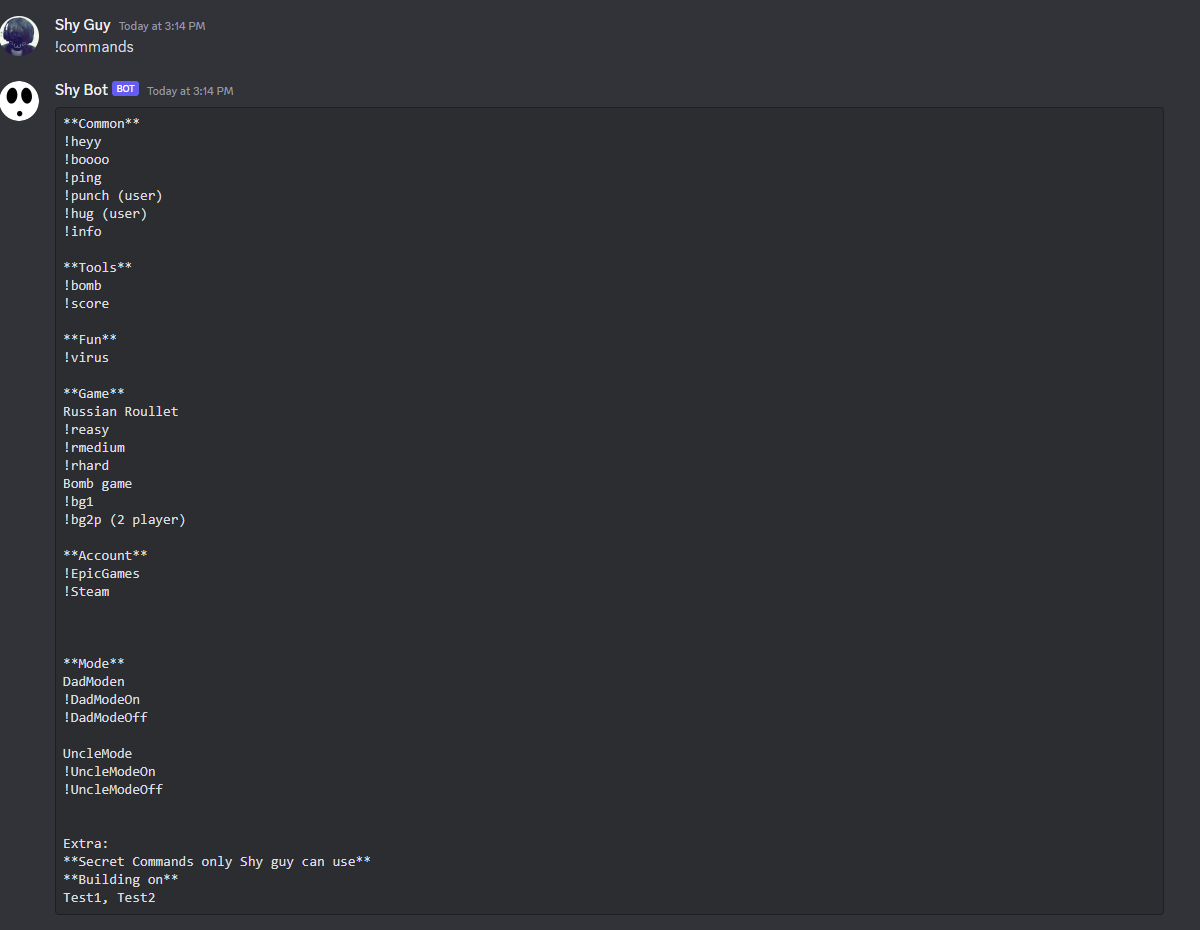 Shy Guy Today at 3:14 PM
!commands
Shy Bot BOT Today at 3:14 PM
**Common**
!heyy
!boooo
!ping
!punch (user)
!hug (user)
!info
**Tools**
!bomb
!score
**Fun**
!virus
**Game**
Russian Roullet
!reasy
!rmedium
!rhard
Bomb game
!bg1
!bg2p (2 player)
**Account**
!EpicGames
!Steam
**Mode**
DadModen
!DadModeOn
!DadModeOff
UncleMode
!UncleModeOn
!UncleModeOff
Extra:
**Secret Commands only Shy guy can use**
**Building on**
Test1, Test2